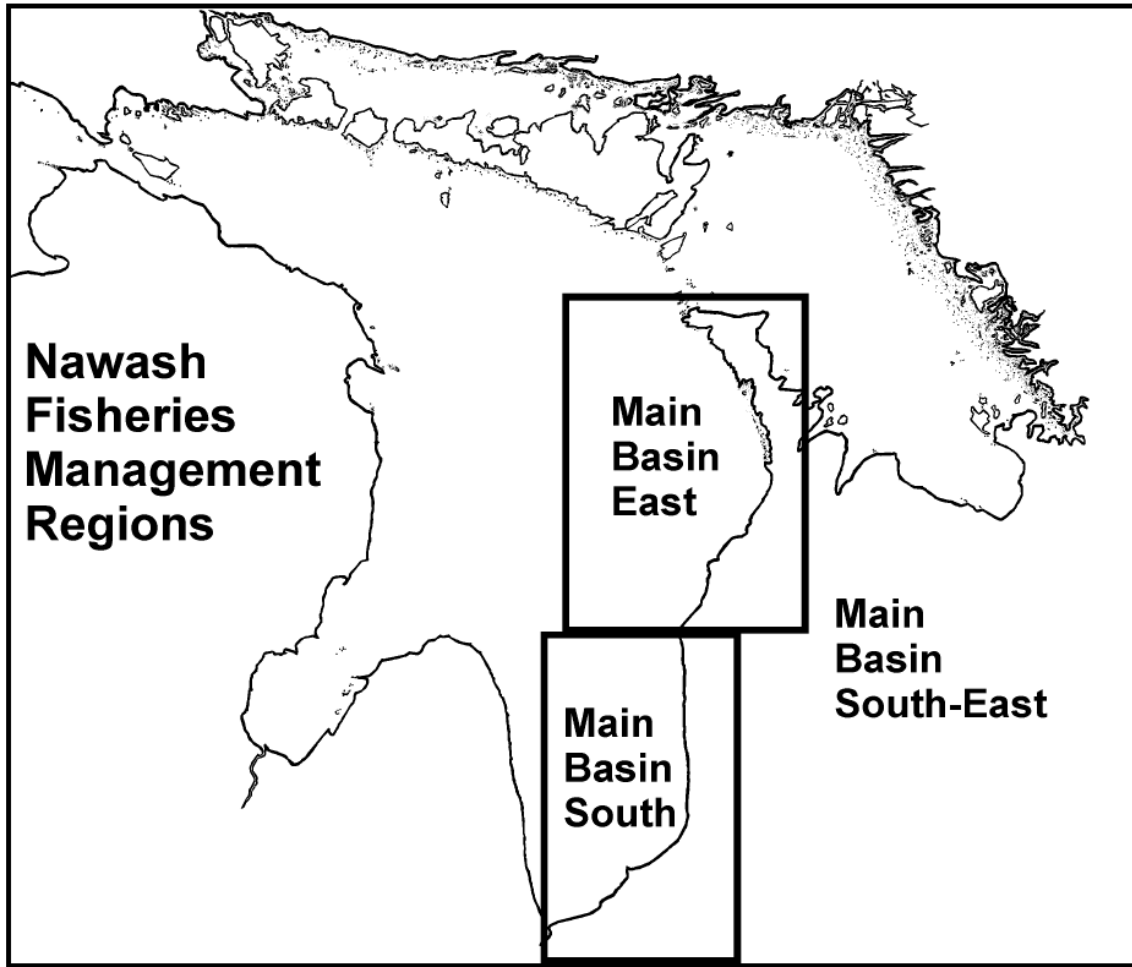 Nawash
Fisheries
Management
Regions
Main
Basin
East
Main
Basin
South-East
Main
Basin
South